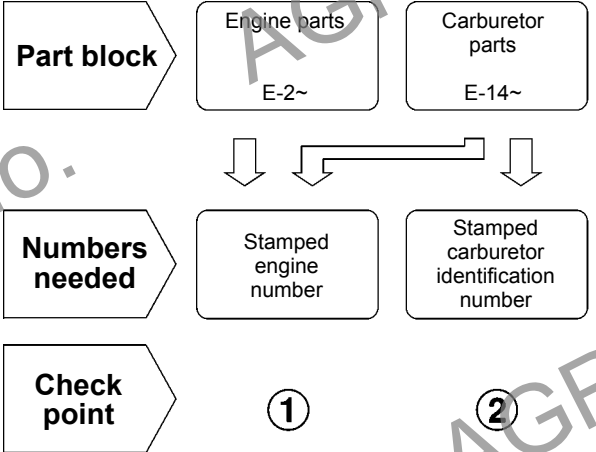 Part block
Engine parts
E-2~
Carburetor
parts
E-14~
Numbers
needed
Stamped
engine
number
Stamped
carburetor
identification
number
Check
point
①
②